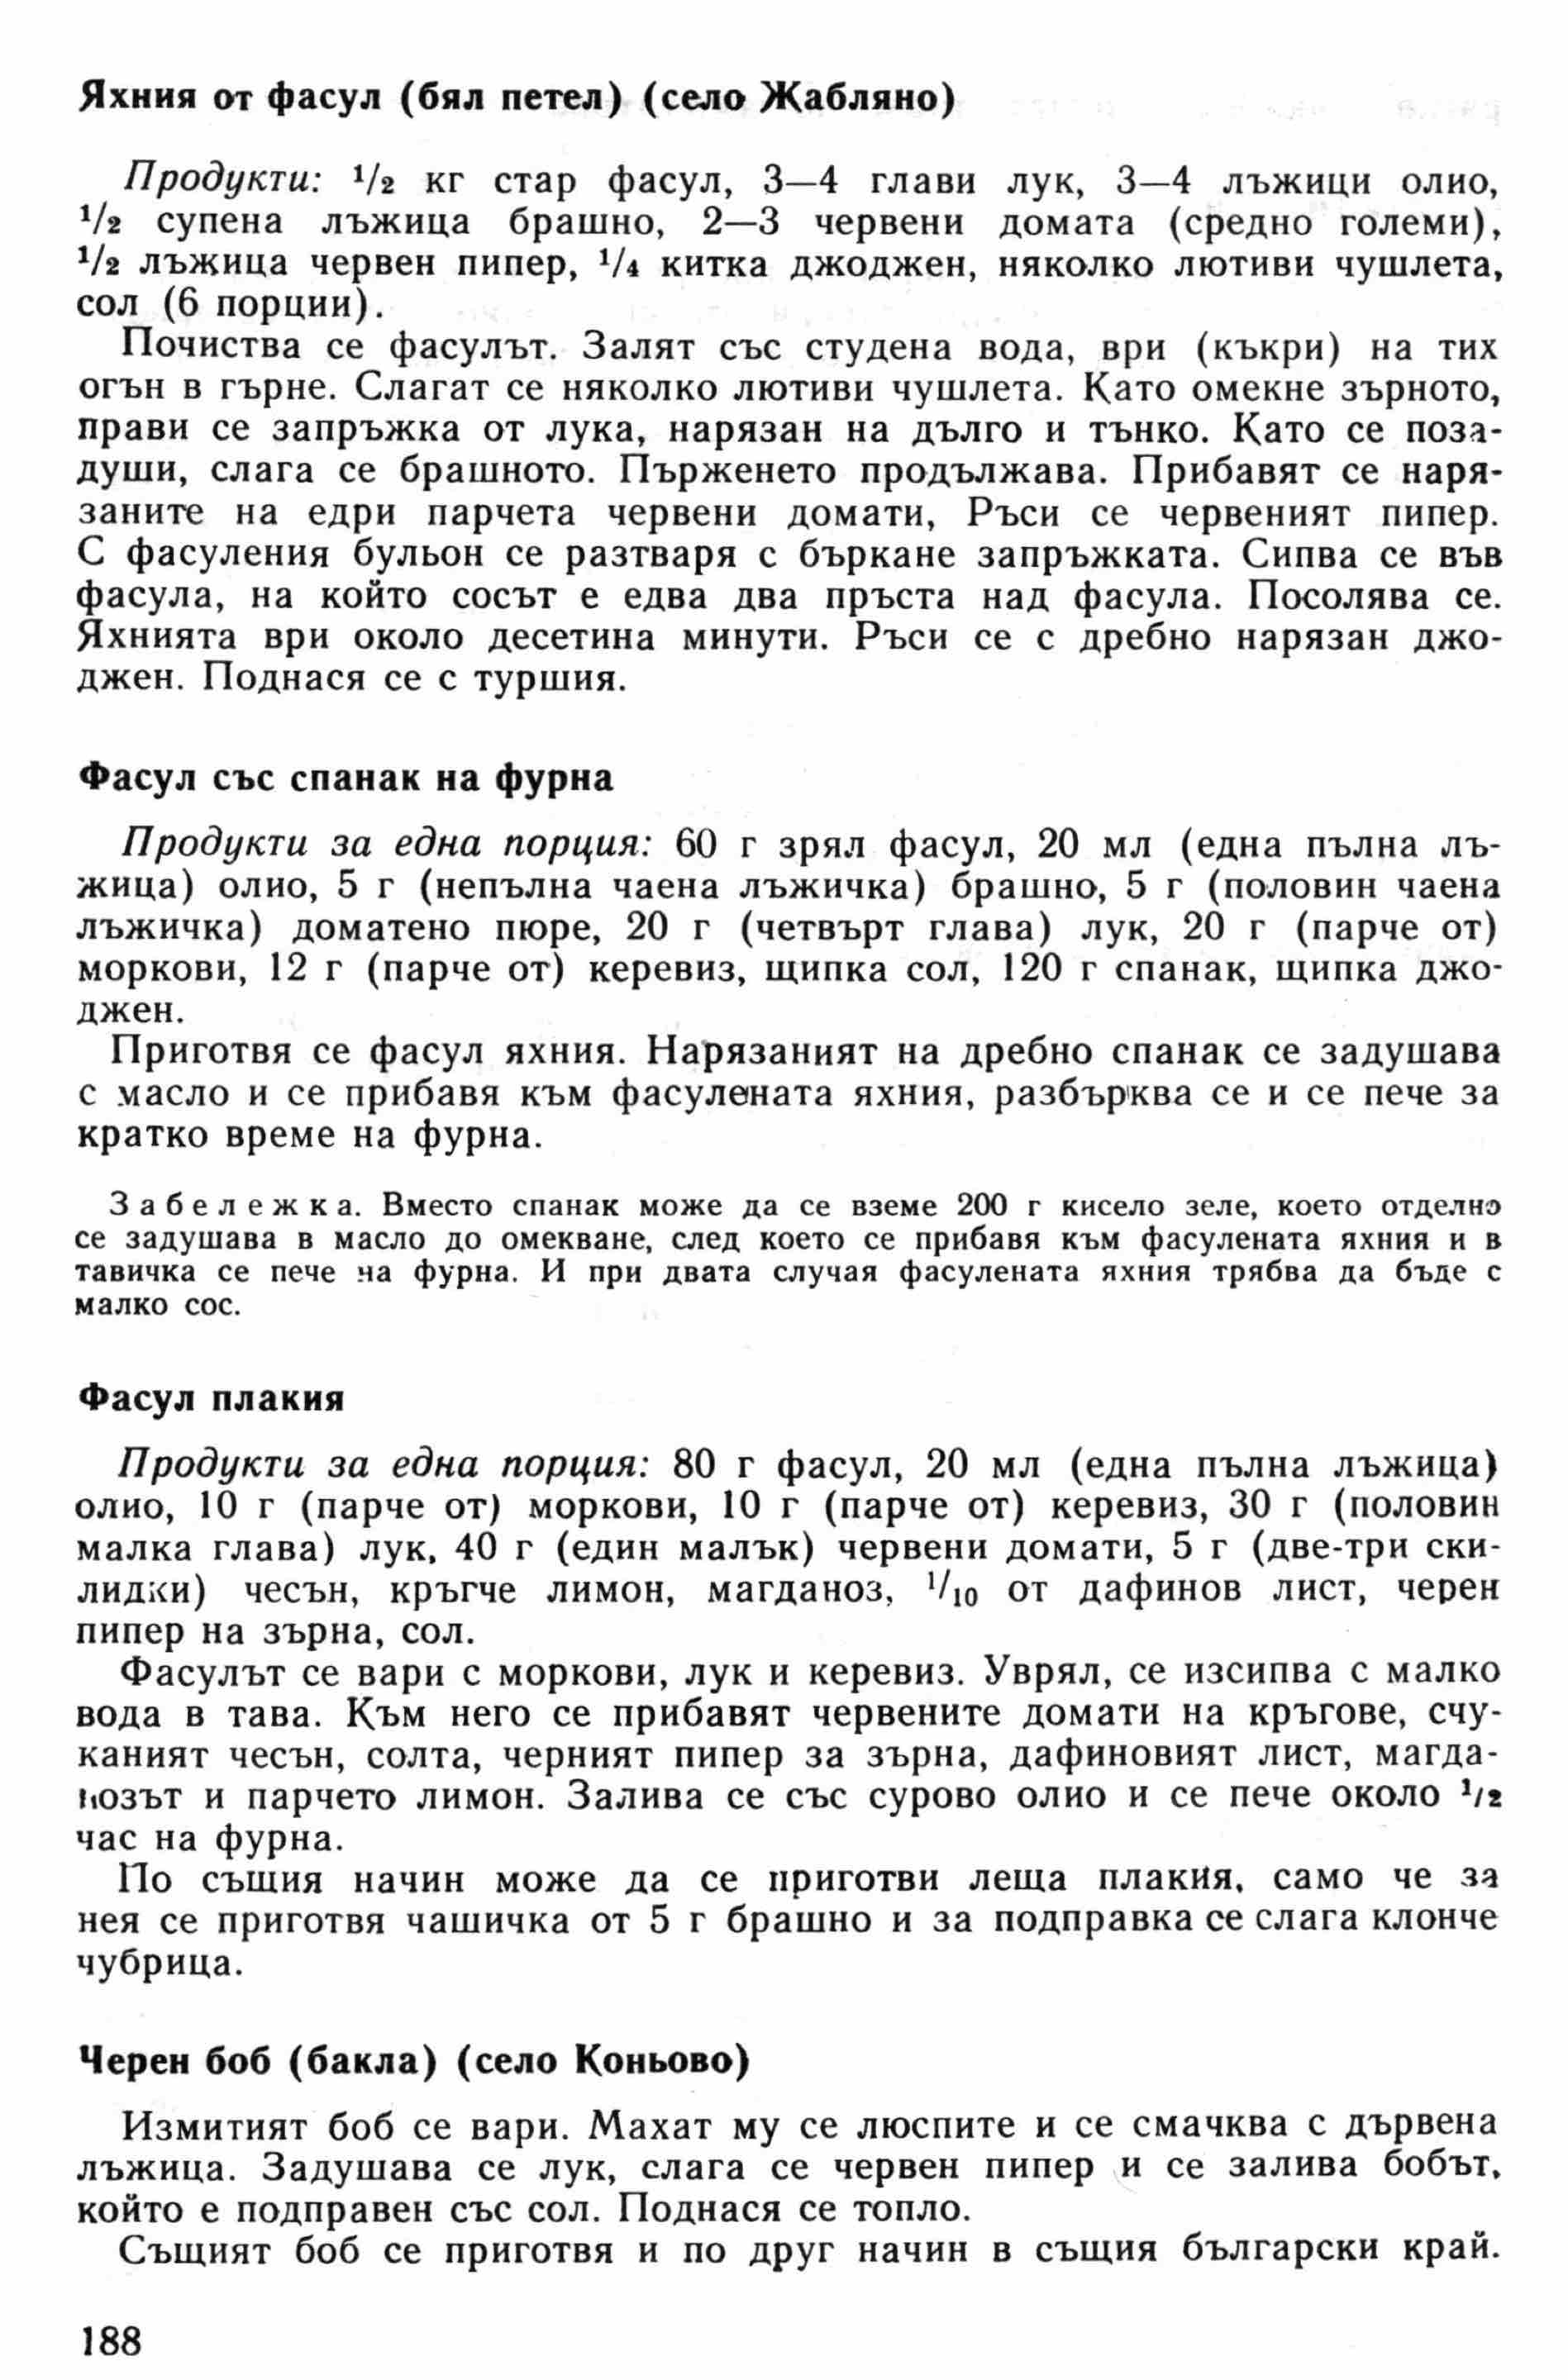 Яхния от фасул (бял петел) (село Жабляно)
Продукти: 1/2 кг стар фасул, 3—4 глави лук, 3—4 лъжици олио,
1/2 супена лъжица брашно, 2—3 червени домата (средно големи),
1/2 лъжица червен пипер, 1/4 китка джоджен, няколко лютиви чушлета,
сол (6 порции).
Почиства се фасулът. Залят със студена вода, ври (къкри) на тих
огън в гърне. Слагат се няколко лютиви чушлета. Като омекне зърното,
прави се запръжка от лука, нарязан на дълго и тънко. Като се поза-
души, слага се брашното. Пърженето продължава. Прибавят се наря-
заните на едри парчета червени домати, Ръси се червеният пипер.
С фасуления бульон се разтваря с бъркане запръжката. Сипва се във
фасула, на който сосът е едва два пръста над фасула. Посолява се.
Яхнията ври около десетина минути. Ръси се с дребно нарязан джо-
джен. Поднася се с туршия.
Фасул със спанак на фурна
Продукти за една порция: 60 г зрял фасул, 20 мл (една пълна лъ-
жица) олио, 5 г (непълна чаена лъжичка) брашно, 5 г (половин чаена
лъжичка) доматено пюре, 20 г (четвърт глава) лук, 20 г (парче от)
моркови, 12 г (парче от) керевиз, щипка сол, 120 г спанак, щипка джо-
джен.
Приготвя се фасул яхния. Нарязаният на дребно спанак се задушава
с масло и се прибавя към фасулената яхния, разбърква се и се пече за
кратко време на фурна.
Забележка. Вместо спанак може да се вземе 200 г кисело зеле, което отделно
се задушава в масло до омекване, след което се прибавя към фасулената яхния и в
тавичка се пече на фурна. И при двата случая фасулената яхния трябва да бъде с
малко сос.
Фасул плакия
Продукти за една порция: 80 г фасул, 20 мл (една пълна лъжица)
олио, 10 г (парче от) моркови, 10 г (парче от) керевиз, 30 г (половин
малка глава) лук, 40 г (един малък) червени домати, 5 г (две-три ски-
лидки) чесън, кръгче лимон, магданоз, 1/10 от дафинов лист, черен
пипер на зърна, сол.
Фасулът се вари с моркови, лук и керевиз. Уврял, се изсипва с малко
вода в тава. Към него се прибавят червените домати на кръгове, счу-
каният чесън, солта, черният пипер за зърна, дафиновият лист, магда-
нозът и парчето лимон. Залива се със сурово олио и се пече около 1/2
час на фурна.
По същия начин може да се приготви леща плакия, само че за
нея се приготвя чашичка от 5 г брашно и за подправка се слага клонче
чубрица.
Черен боб (бакла) (село Коньово)
Измитият боб се вари. Махат му се люспите и се смачква с дървена
лъжица. Задушава се лук, слага се червен пипер и се залива бобът,
който е подправен със сол. Поднася се топло.
Същият боб се приготвя и по друг начин в същия български край.
188